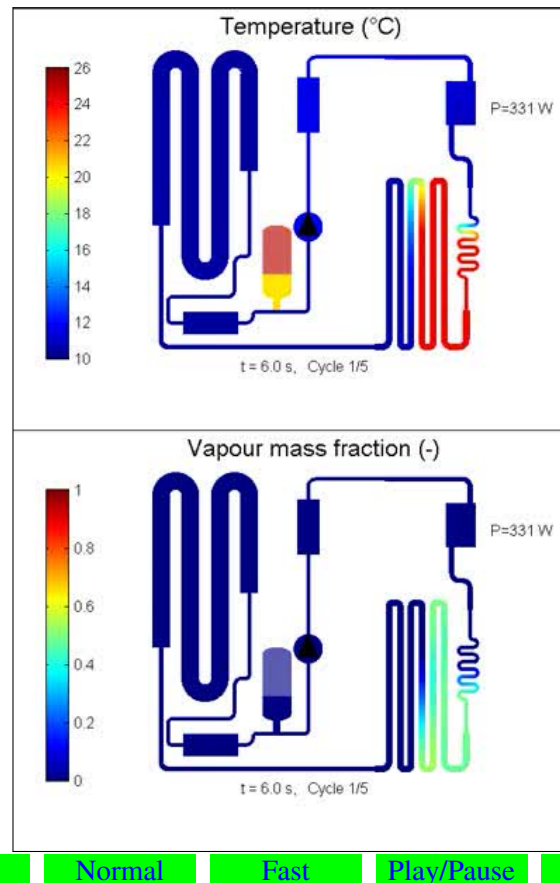 Temperature (°C)
26
24
22
20
18
16
14
12
10
P=331 W
t = 6.0 s, Cycle 1/5
Vapour mass fraction (-)
1
0.8
0.6
0.4
0.2
0
P=331 W
t = 6.0 s, Cycle 1/5
Normal Fast Play/Pause